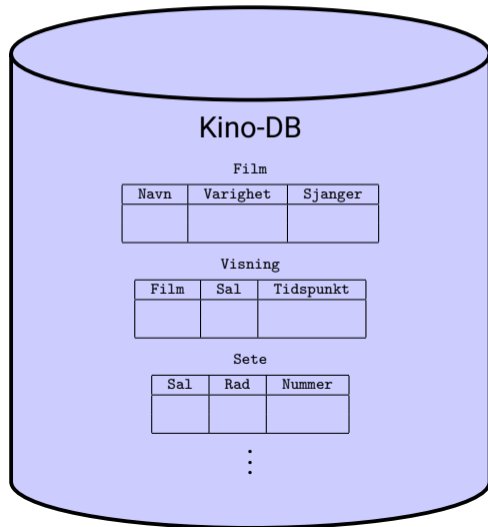 Kino-DB
Film
Navn Varighet Sjanger
Visning
Film Sal Tidspunkt
Sete
Sal Rad Nummer
⋮